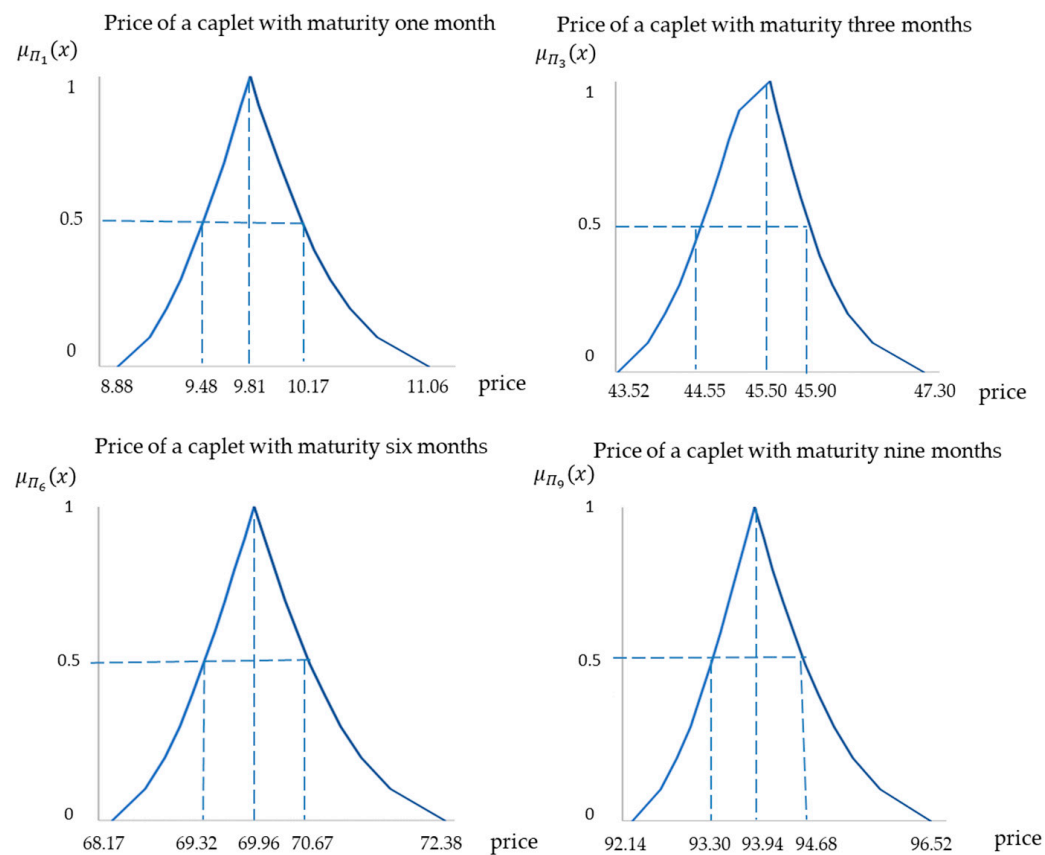 Price of a caplet with maturity one month
μ_Π₁(x)
1
0.5
0
8.88 9.48 9.81 10.17 11.06 price
Price of a caplet with maturity three months
μ_Π₃(x)
1
0.5
0
43.52 44.55 45.50 45.90 47.30 price
Price of a caplet with maturity six months
μ_Π₆(x)
1
0.5
0
68.17 69.32 69.96 70.67 72.38 price
Price of a caplet with maturity nine months
μ_Π₉(x)
1
0.5
0
92.14 93.30 93.94 94.68 96.52 price